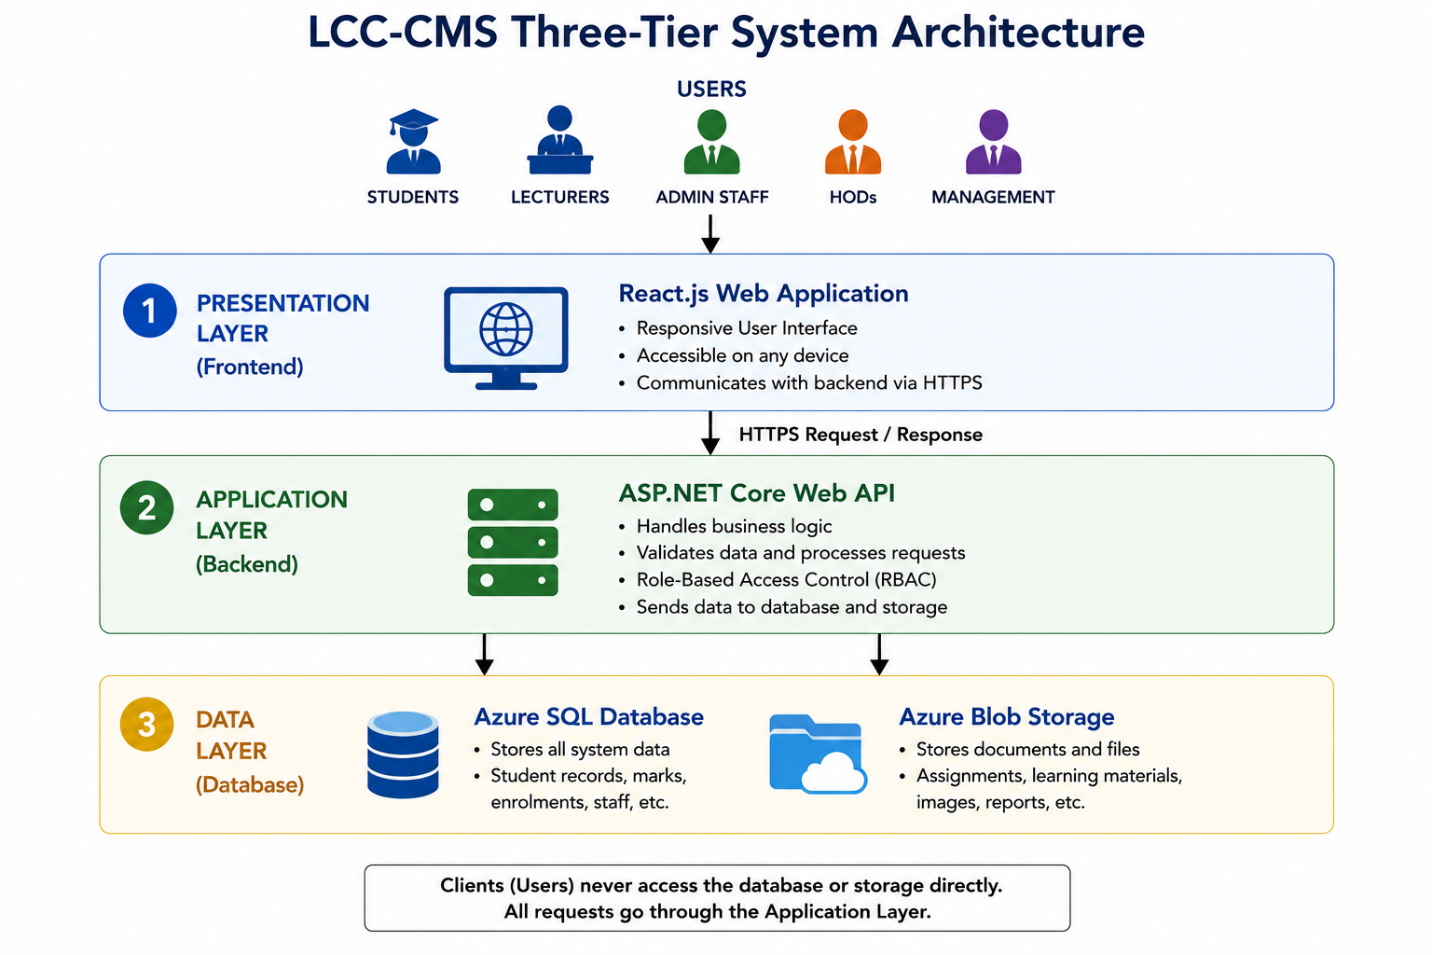 LCC-CMS Three-Tier System Architecture
USERS
STUDENTS
LECTURERS
ADMIN STAFF
HODs
MANAGEMENT
1
PRESENTATION
LAYER
(Frontend)
React.js Web Application
• Responsive User Interface
• Accessible on any device
• Communicates with backend via HTTPS
HTTPS Request / Response
2
APPLICATION
LAYER
(Backend)
ASP.NET Core Web API
• Handles business logic
• Validates data and processes requests
• Role-Based Access Control (RBAC)
• Sends data to database and storage
3
DATA
LAYER
(Database)
Azure SQL Database
• Stores all system data
• Student records, marks,
enrolments, staff, etc.
Azure Blob Storage
• Stores documents and files
• Assignments, learning materials,
images, reports, etc.
Clients (Users) never access the database or storage directly.
All requests go through the Application Layer.